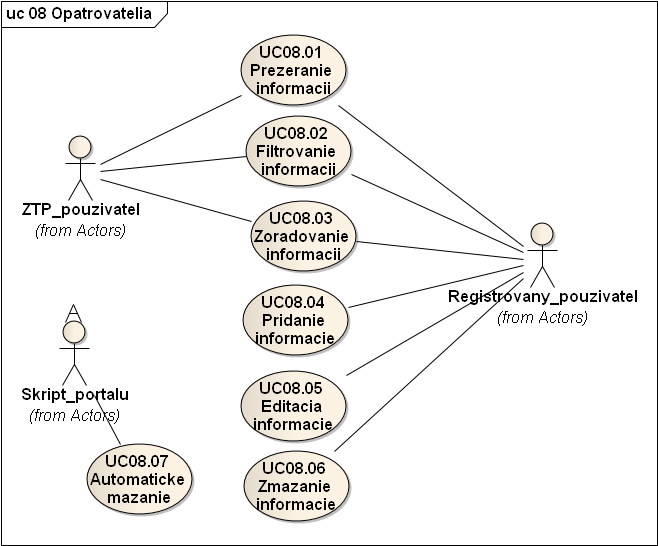 uc 08 Opatrovatelia
UC08.01
Prezeranie
informacii
UC08.02
Filtrovanie
informacii
ZTP_pouzivatel
(from Actors)
UC08.03
Zoradovanie
informacii
Registrovany_pouzivatel
(from Actors)
UC08.04
Pridanie
informacie
A
Skript_portalu
(from Actors)
UC08.05
Editacia
informacie
UC08.07
Automaticke
mazanie
UC08.06
Zmazanie
informacie